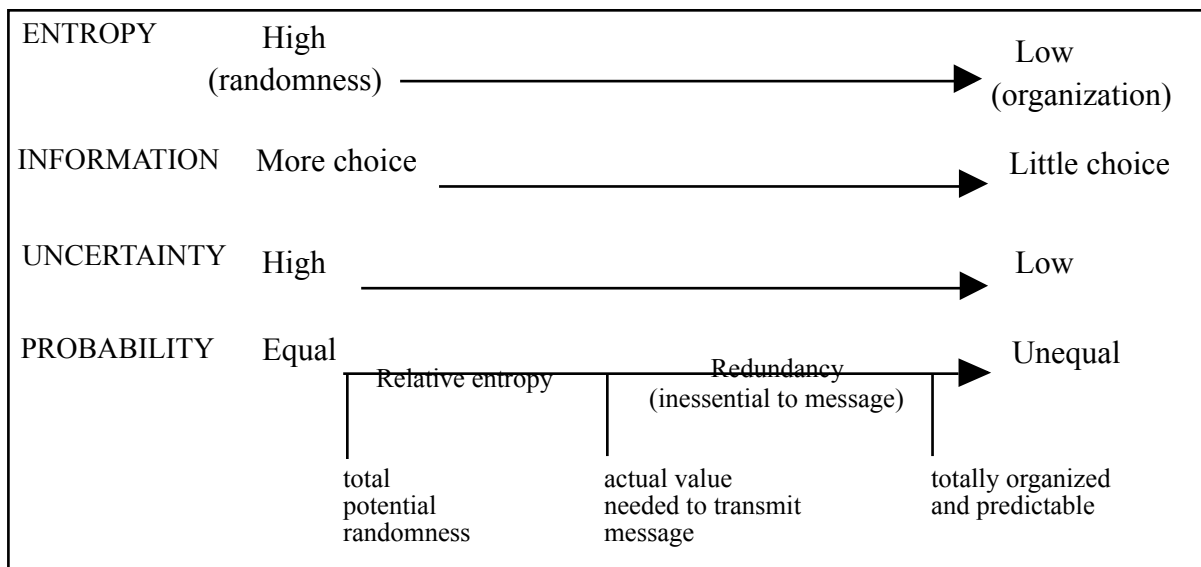 ENTROPY
High
(randomness)
Low
(organization)
INFORMATION
More choice
Little choice
UNCERTAINTY
High
Low
PROBABILITY
Equal
Unequal
Relative entropy
Redundancy
(inessential to message)
total
potential
randomness
actual value
needed to transmit
message
totally organized
and predictable